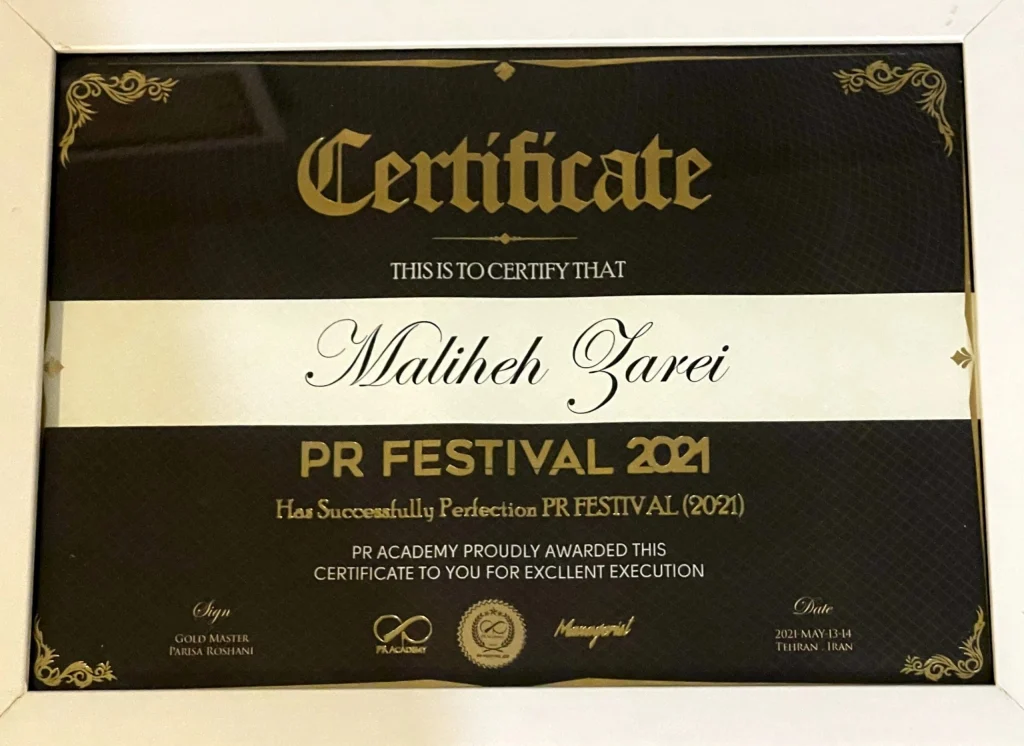 Certificate
THIS IS TO CERTIFY THAT
Maliheh Zarei
PR FESTIVAL 2021
Has Successfully Perfection PR FESTIVAL (2021)
PR ACADEMY PROUDLY AWARDED THIS
CERTIFICATE TO YOU FOR EXCLLENT EXECUTION
Sign
GOLD MASTER
PARISA ROSHANI
PR ACADEMY
Date
2021-MAY-13-14
TEHRAN . IRAN